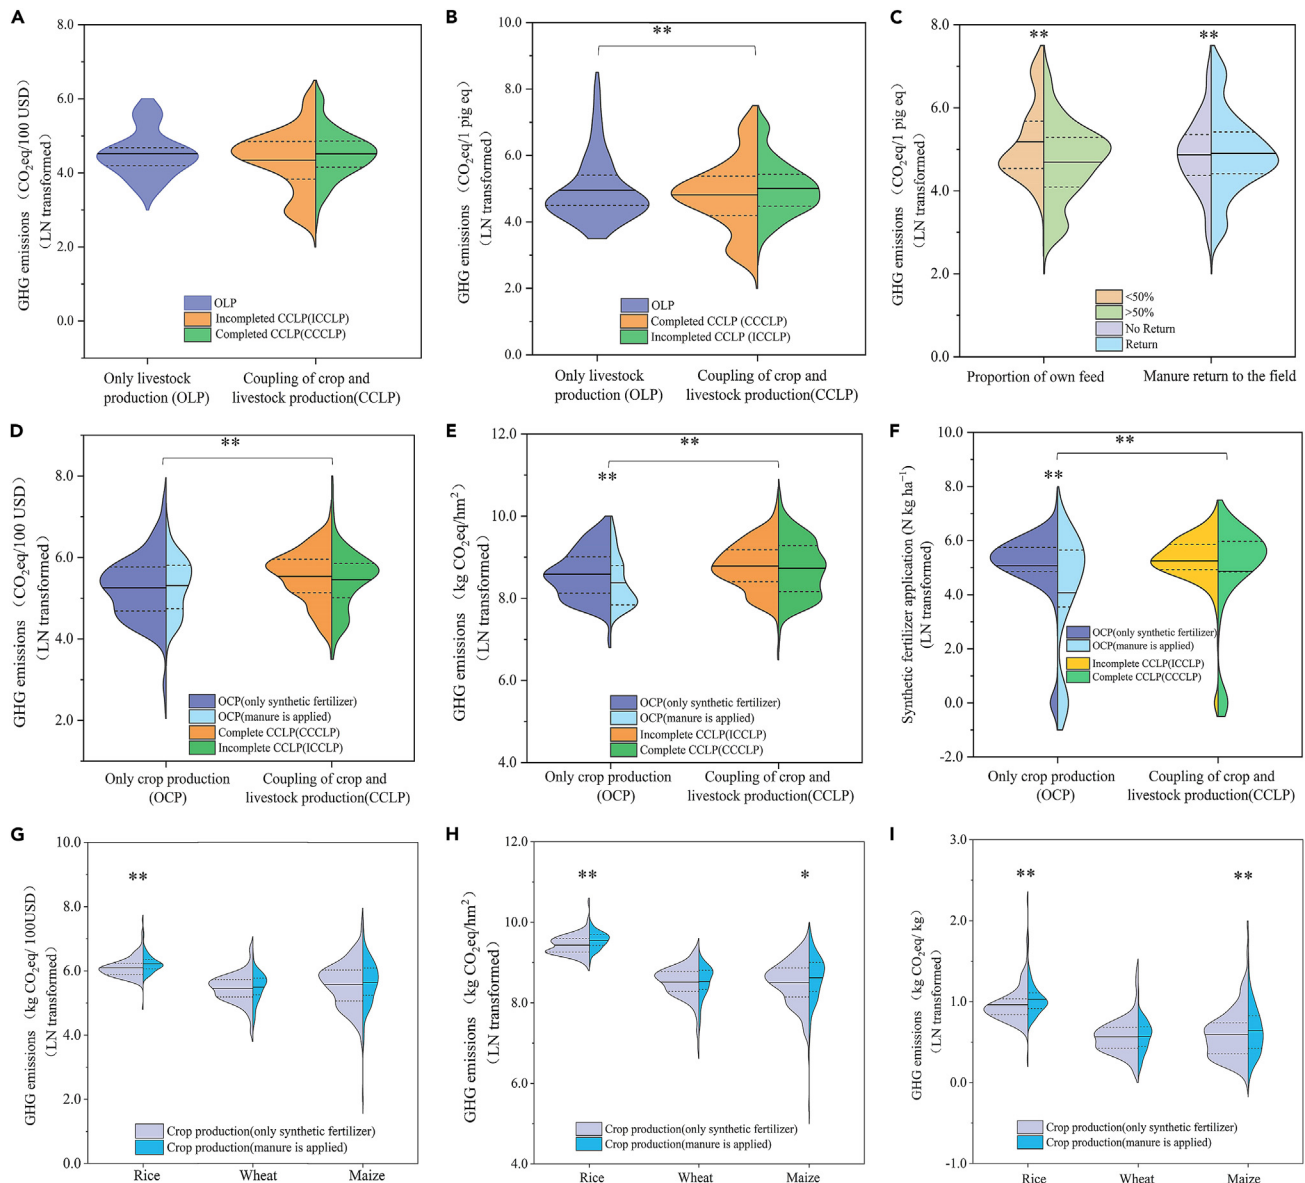 A
GHG emissions（CO2eq/100 USD）
（LN transformed）
8.0
6.0
4.0
2.0
0.0
OLP
Incompleted CCLP(ICCLP)
Completed CCLP(CCCLP)
Only livestock
production (OLP)
Coupling of crop and
livestock production(CCLP)
B
GHG emissions（CO2eq/1 pig eq）
（LN transformed）
10.0
8.0
6.0
4.0
2.0
0.0
**
OLP
Completed CCLP (CCCLP)
Incompleted CCLP (ICCLP)
Only livestock
production (OLP)
Coupling of crop and
livestock production(CCLP)
C
GHG emissions（CO2eq/1 pig eq）
（LN transformed）
8.0
6.0
4.0
2.0
0.0
** **
<50%
>50%
No Return
Return
Proportion of own feed
Manure return to the field
D
GHG emissions（CO2eq/100 USD）
（LN transformed）
8.0
6.0
4.0
2.0
**
OCP(only synthetic fertilizer)
OCP(manure is applied)
Complete CCLP(CCCLP)
Incomplete CCLP(ICCLP)
Only crop production
(OCP)
Coupling of crop and
livestock production(CCLP)
E
GHG emissions（kg CO2eq/hm2）
（LN transformed）
12.0
10.0
8.0
6.0
4.0
**
**
OCP(only synthetic fertilizer)
OCP(manure is applied)
Incomplete CCLP(ICCLP)
Complete CCLP(CCCLP)
Only crop production
(OCP)
Coupling of crop and
livestock production(CCLP)
F
Synthetic fertilizer application (N kg ha−1)
(LN transformed)
10.0
8.0
6.0
4.0
2.0
0.0
-2.0
**
**
OCP(only synthetic fertilizer)
OCP(manure is applied)
Incomplete CCLP(ICCLP)
Complete CCLP(CCCLP)
Only crop production
(OCP)
Coupling of crop and
livestock production(CCLP)
G
GHG emissions（kg CO2eq/ 100USD）
（LN transformed）
10.0
8.0
6.0
4.0
2.0
0.0
**
Crop production(only synthetic fertilizer)
Crop production(manure is applied)
Rice
Wheat
Maize
H
GHG emissions（kg CO2eq/hm2）
（LN transformed）
12.0
10.0
8.0
6.0
4.0
** *
Crop production(only synthetic fertilizer)
Crop production(manure is applied)
Rice
Wheat
Maize
I
GHG emissions（kg CO2eq/ kg）
（LN transformed）
3.0
2.0
1.0
0.0
-1.0
** **
Crop production(only synthetic fertilizer)
Crop production(manure is applied)
Rice
Wheat
Maize